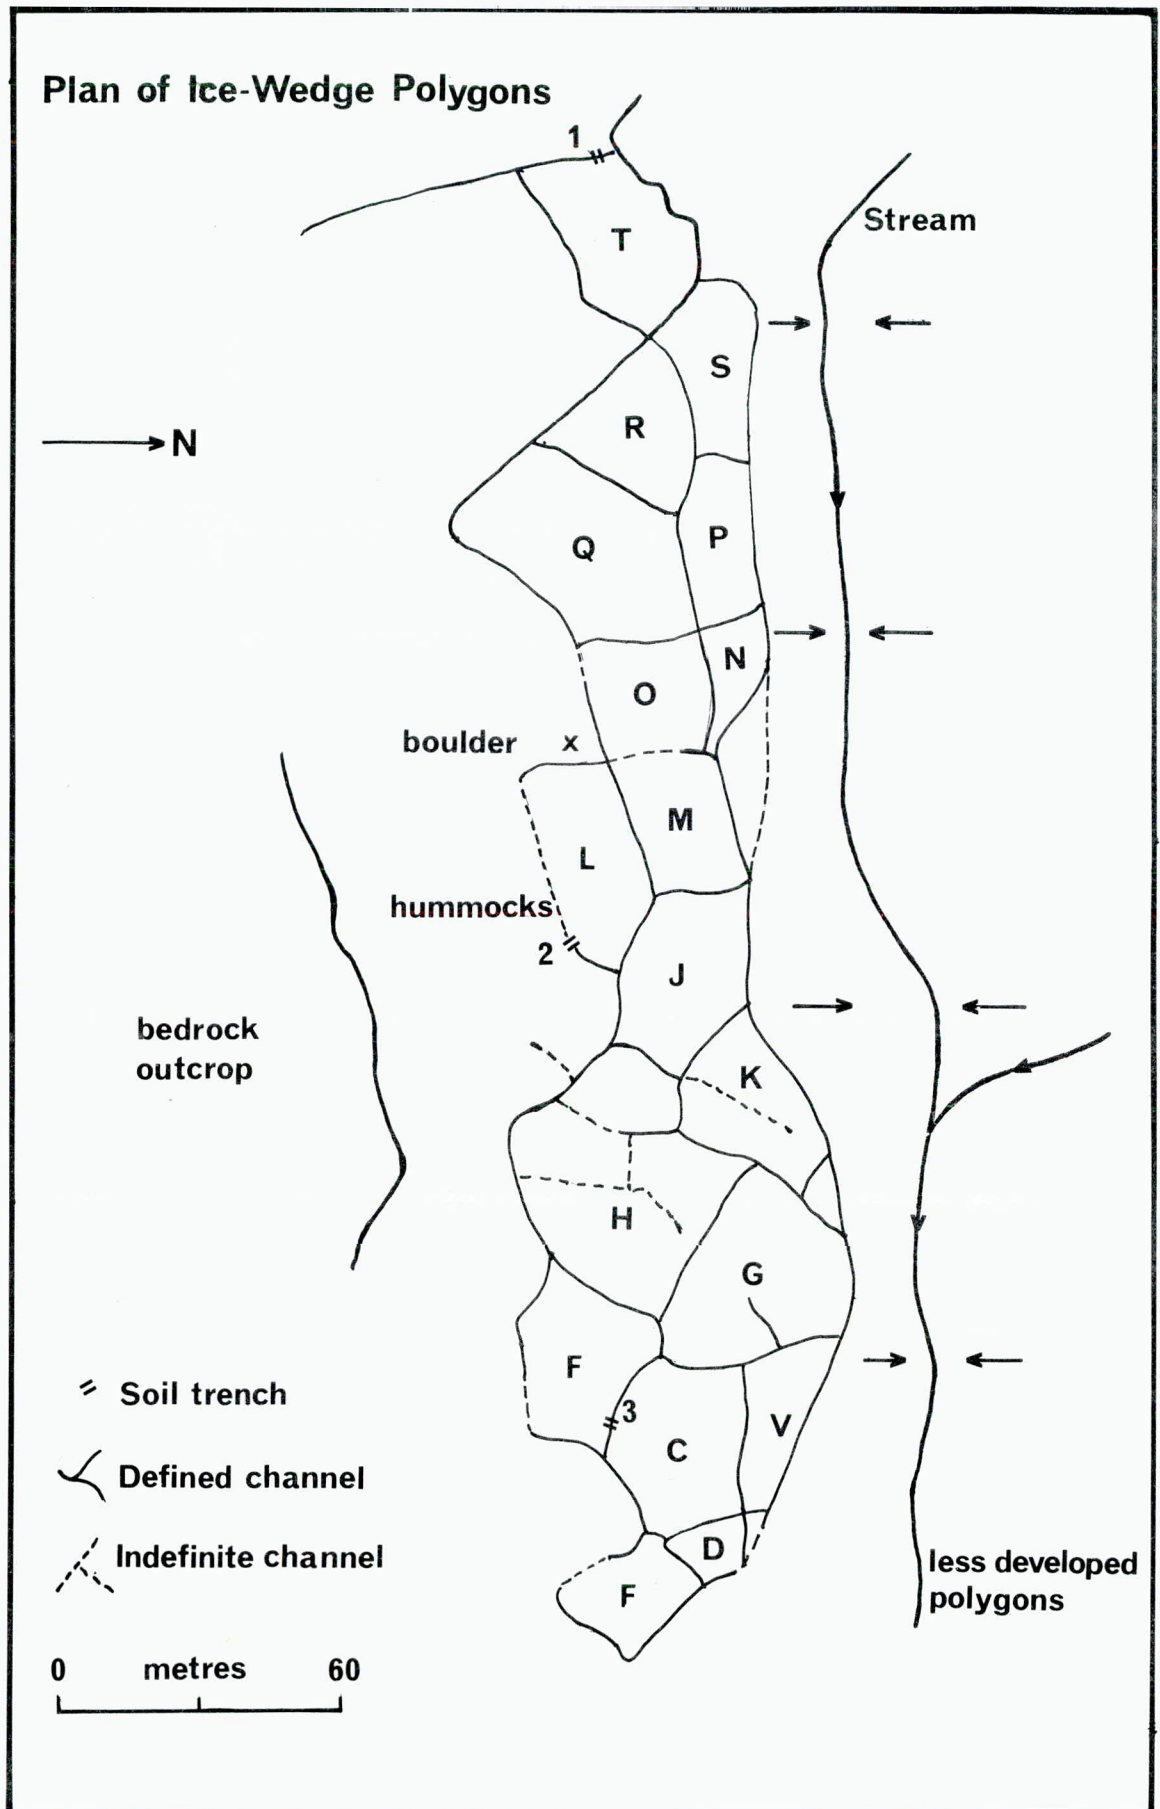 Plan of Ice-Wedge Polygons
1
Stream
T
S
R
N
P
Q
N
O
boulder x
M
L
hummocks
2
J
bedrock
outcrop
K
H
G
F
3
Soil trench
V
C
Defined channel
D
Indefinite channel
less developed
polygons
F
0 metres 60